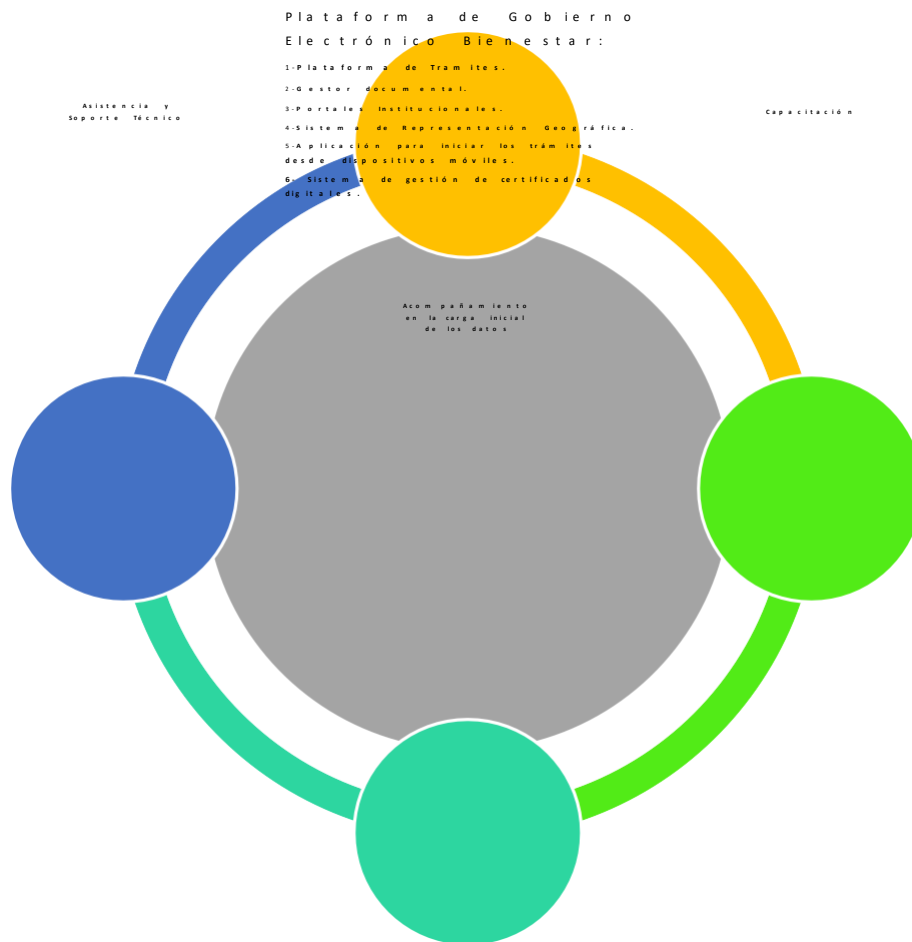 Plataforma de Gobierno
Electrónico Bienestar:
1-Plataforma de Tramites.
2-Gestor documental.
3-Portales Institucionales.
4-Sistema de Representación Geográfica.
5-Aplicación para iniciar los trámites
desde dispositivos móviles.
6- Sistema de gestión de certificados
digitales.
Asistencia y
Soporte Técnico
Capacitación
Acompañamiento
en la carga inicial
de los datos